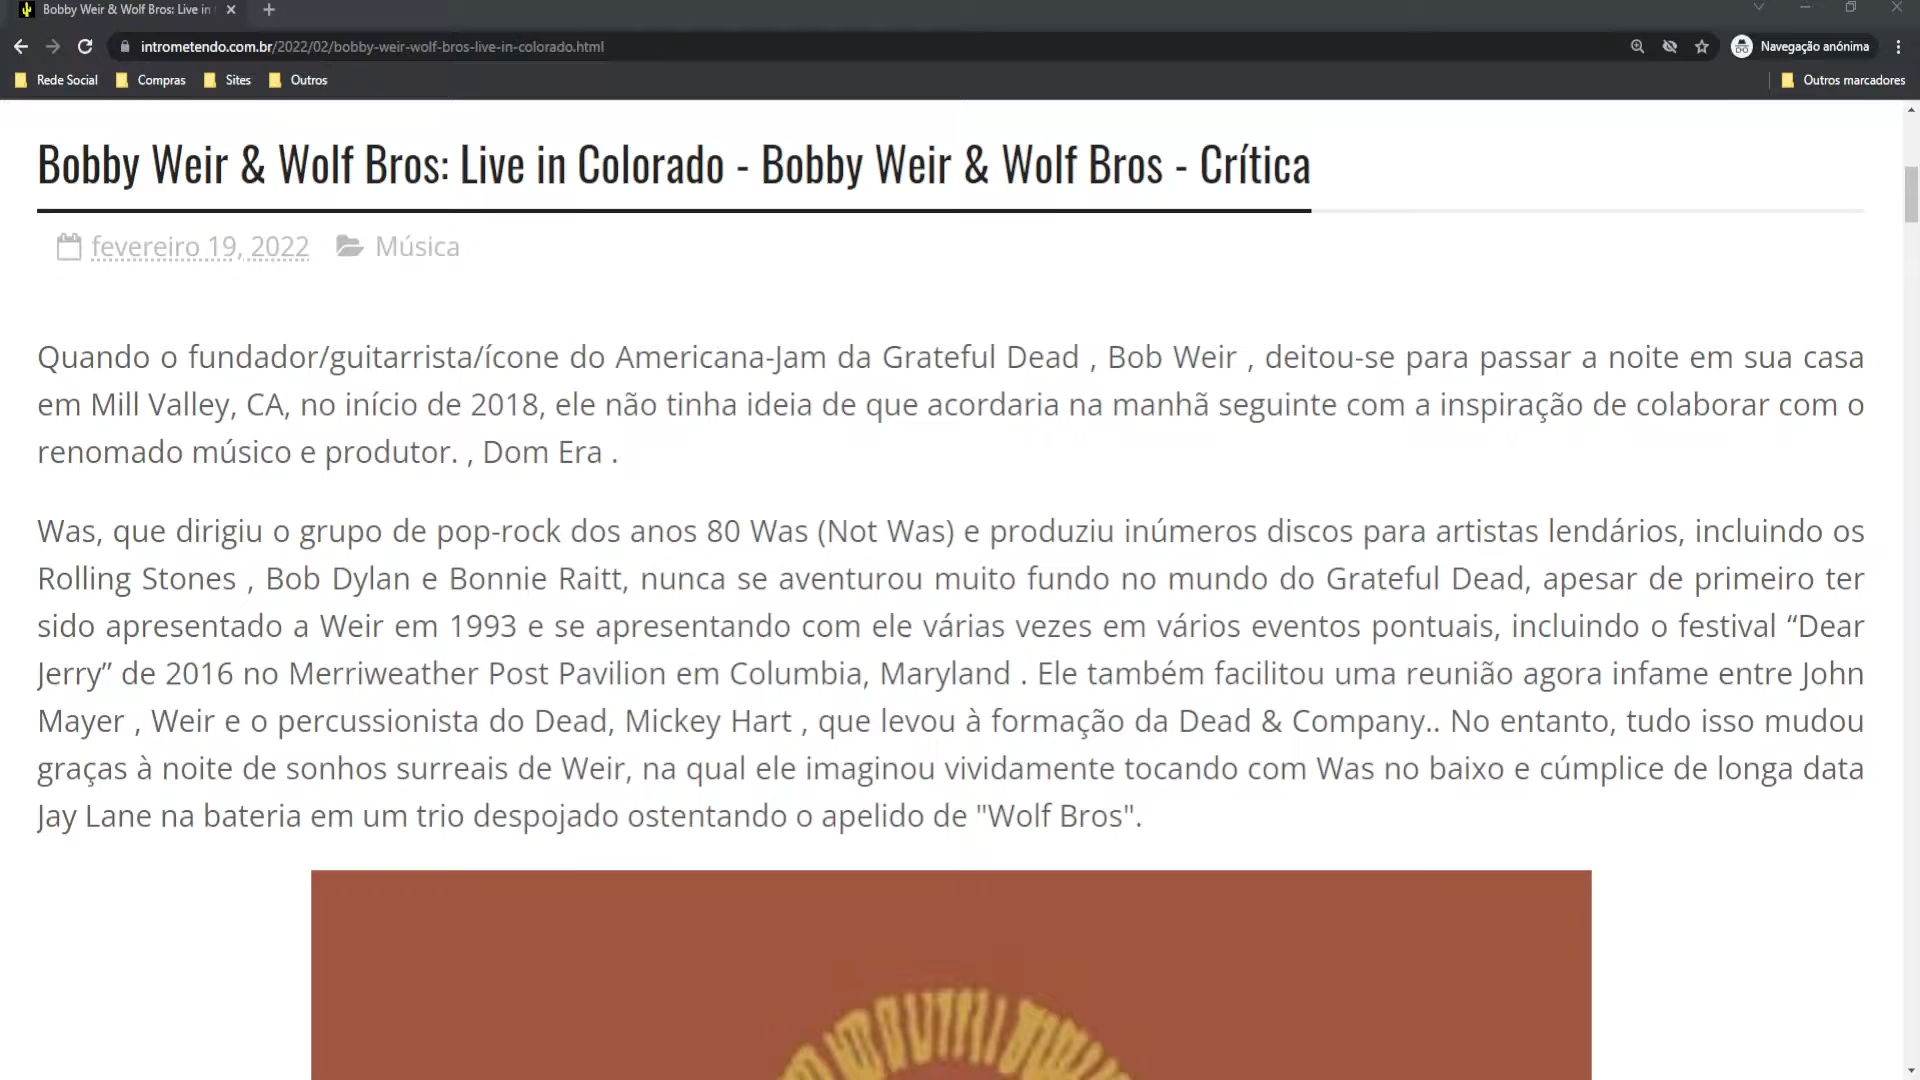 Bobby Weir & Wolf Bros: Live in
intrometendo.com.br/2022/02/bobby-weir-wolf-bros-live-in-colorado.html
Navegação anónima
Rede Social
Compras
Sites
Outros
Outros marcadores
Bobby Weir & Wolf Bros: Live in Colorado - Bobby Weir & Wolf Bros - Crítica
fevereiro 19, 2022
Música
Quando o fundador/guitarrista/ícone do Americana-Jam da Grateful Dead , Bob Weir , deitou-se para passar a noite em sua casa
em Mill Valley, CA, no início de 2018, ele não tinha ideia de que acordaria na manhã seguinte com a inspiração de colaborar com o
renomado músico e produtor. , Dom Era .
Was, que dirigiu o grupo de pop-rock dos anos 80 Was (Not Was) e produziu inúmeros discos para artistas lendários, incluindo os
Rolling Stones , Bob Dylan e Bonnie Raitt, nunca se aventurou muito fundo no mundo do Grateful Dead, apesar de primeiro ter
sido apresentado a Weir em 1993 e se apresentando com ele várias vezes em vários eventos pontuais, incluindo o festival “Dear
Jerry” de 2016 no Merriweather Post Pavilion em Columbia, Maryland . Ele também facilitou uma reunião agora infame entre John
Mayer , Weir e o percussionista do Dead, Mickey Hart , que levou à formação da Dead & Company.. No entanto, tudo isso mudou
graças à noite de sonhos surreais de Weir, na qual ele imaginou vividamente tocando com Was no baixo e cúmplice de longa data
Jay Lane na bateria em um trio despojado ostentando o apelido de "Wolf Bros".